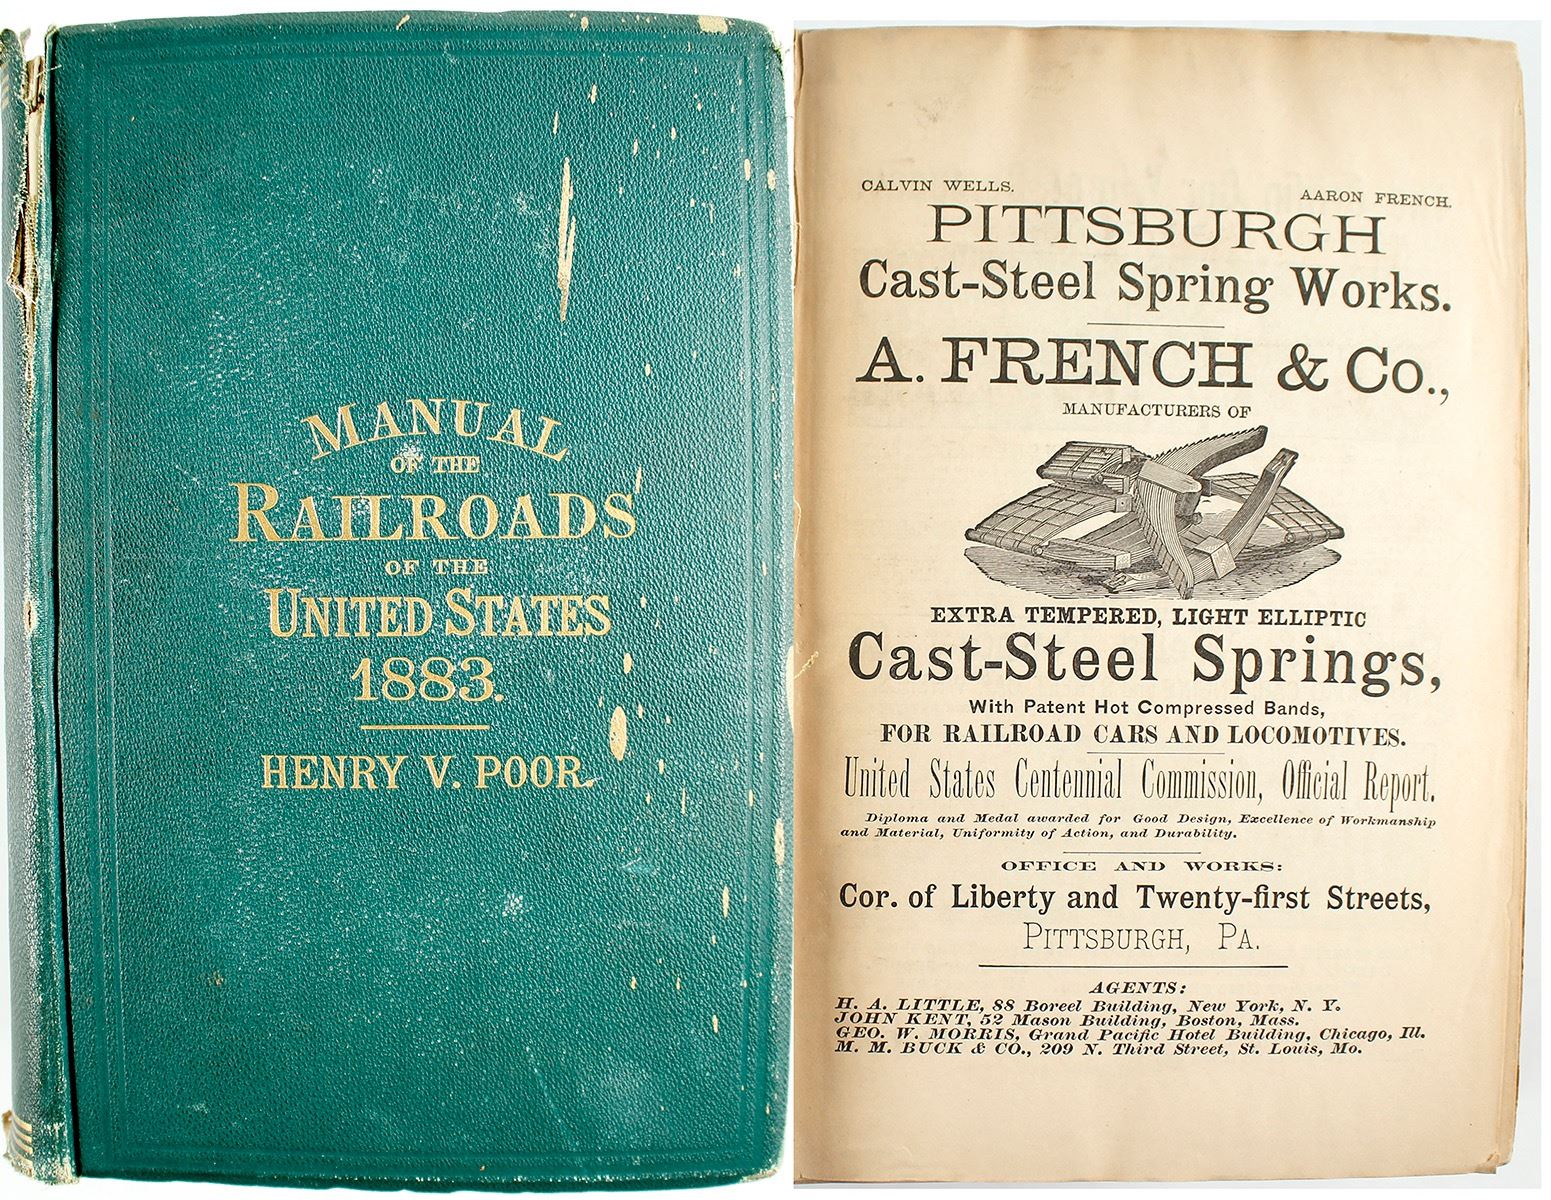 MANUAL
OF THE
RAILROADS
OF THE
UNITED STATES
1883.
HENRY V. POOR.
CALVIN WELLS.
AARON FRENCH.
PITTSBURGH
Cast-Steel Spring Works.
A. FRENCH & Co.,
MANUFACTURERS OF
EXTRA TEMPERED, LIGHT ELLIPTIC
Cast-Steel Springs,
With Patent Hot Compressed Bands,
FOR RAILROAD CARS AND LOCOMOTIVES.
United States Centennial Commission, Official Report.
Diploma and Medal awarded for Good Design, Excellence of Workmanship
and Material, Uniformity of Action, and Durability.
OFFICE AND WORKS:
Cor. of Liberty and Twenty-first Streets,
PITTSBURGH, PA.
AGENTS:
H. A. LITTLE, 88 Boreel Building, New York, N. Y.
JOHN KENT, 52 Mason Building, Boston, Mass.
GEO. W. MORRIS, Grand Pacific Hotel Building, Chicago, Ill.
M. M. BUCK & CO., 209 N. Third Street, St. Louis, Mo.